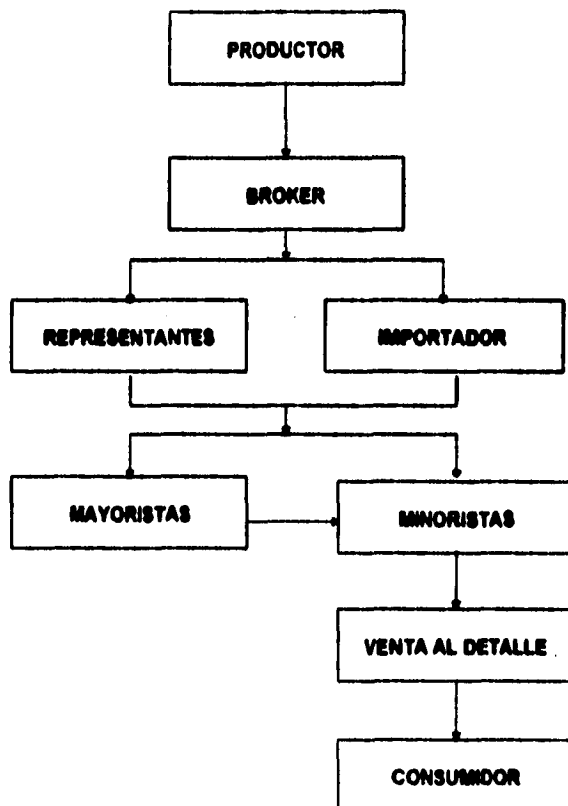 PRODUCTOR
BROKER
REPRESENTANTES
IMPORTADOR
MAYORISTAS
MINORISTAS
VENTA AL DETALLE
CONSUMIDOR